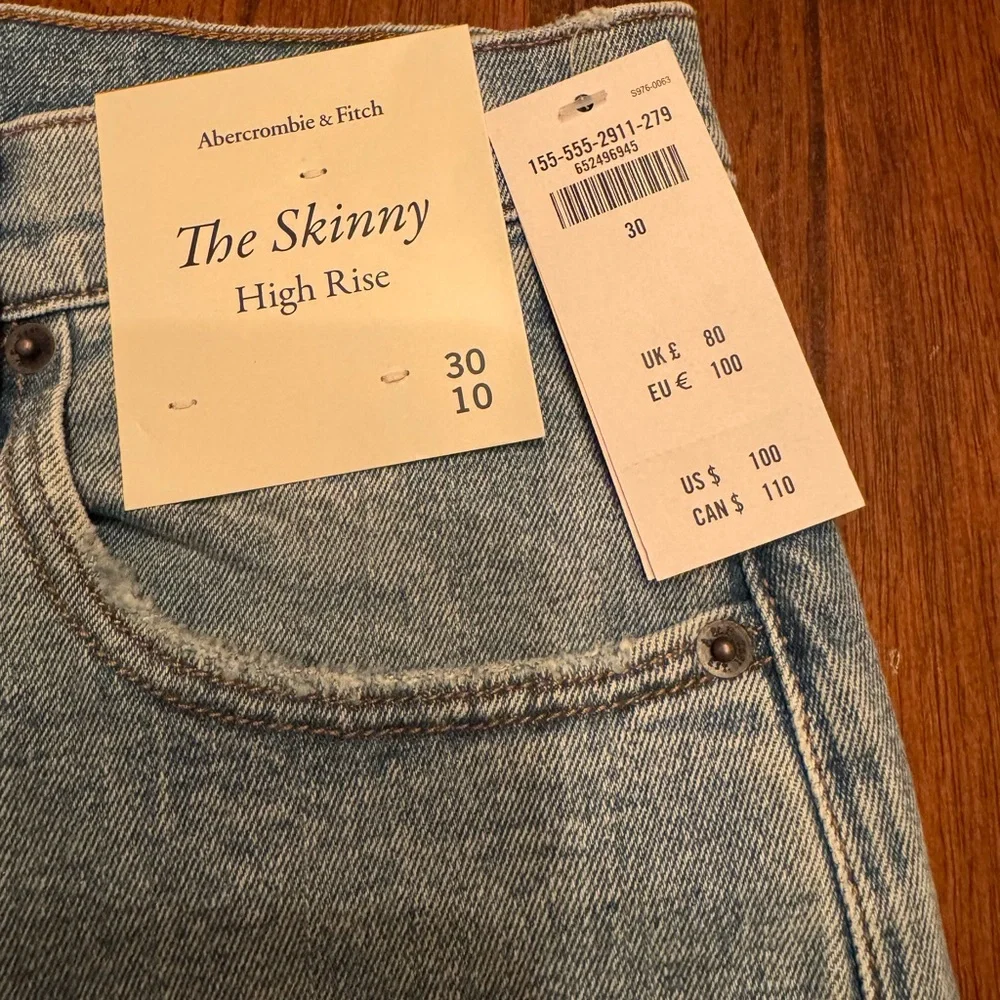 Abercrombie & Fitch
The Skinny
High Rise
30
10
S976-0063
155-555-2911-279
652496945
30
UK £ 80
EU € 100
US $ 100
CAN $ 110